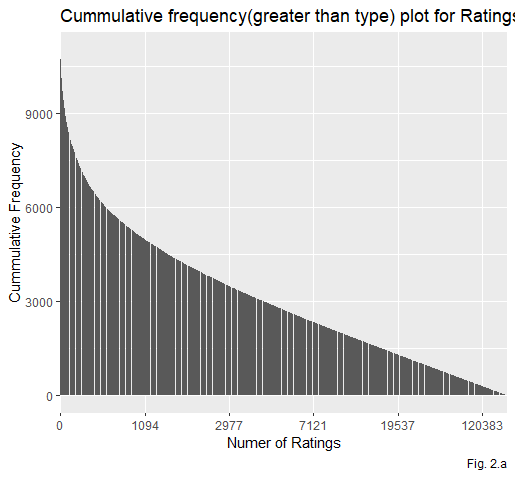 Cummulative frequency(greater than type) plot for Ratings
Cummulative Frequency
9000
6000
3000
0
0 1094 2977 7121 19537 120383
Numer of Ratings
Fig. 2.a